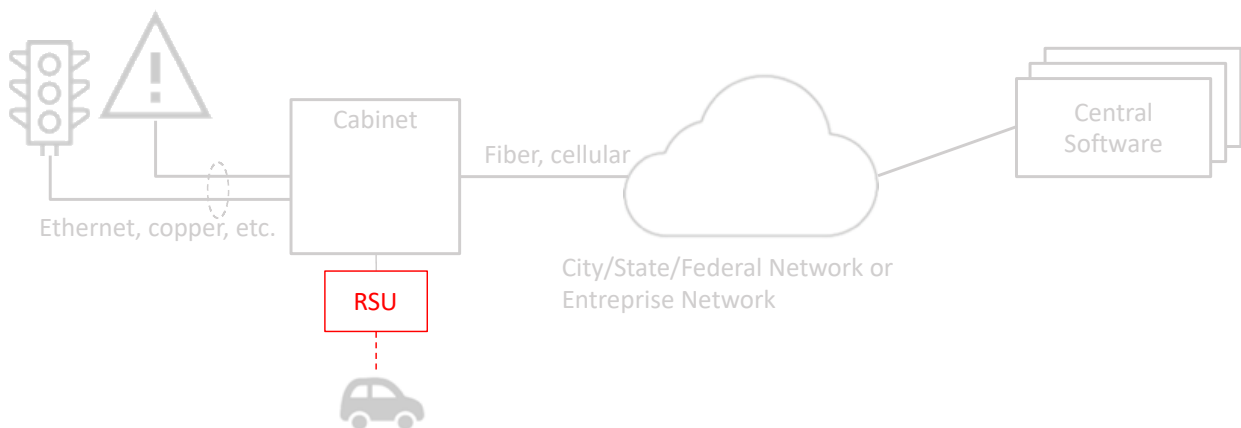 Cabinet
Central
Software
Fiber, cellular
Ethernet, copper, etc.
City/State/Federal Network or
Entreprise Network
RSU